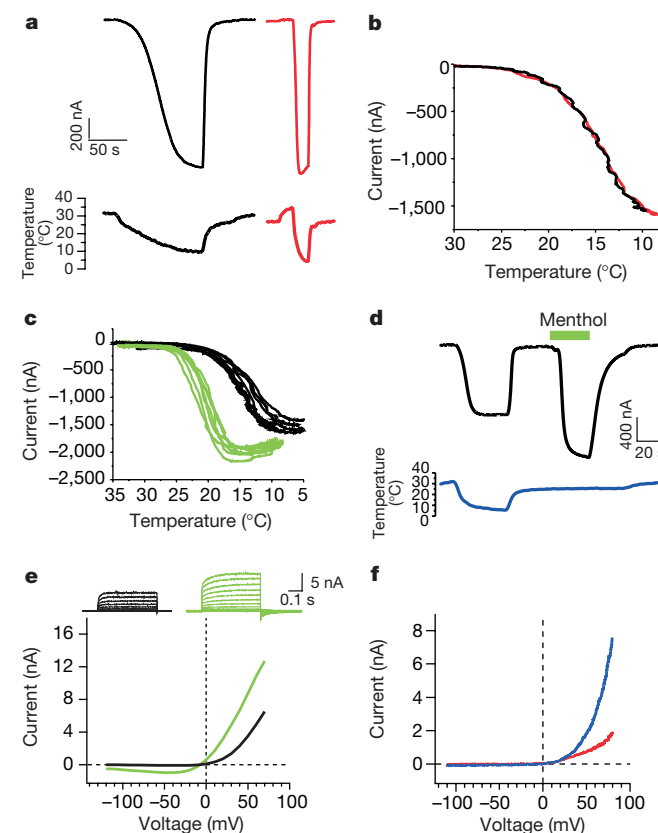 a
200 nA
50 s
Temperature
(°C)
40
30
20
10
0
b
Current (nA)
0
−500
−1,000
−1,500
30
20
15
10
Temperature (°C)
c
Current (nA)
0
−500
−1,000
−1,500
−2,000
−2,500
35
25
20
15
10
5
Temperature (°C)
d
Menthol
400 nA
20 s
Temperature
(°C)
40
30
20
10
0
e
5 nA
0.1 s
Current (nA)
16
12
8
4
0
−100
−50
0
50
100
Voltage (mV)
f
Current (nA)
8
6
4
2
0
−100
−50
0
50
100
Voltage (mV)